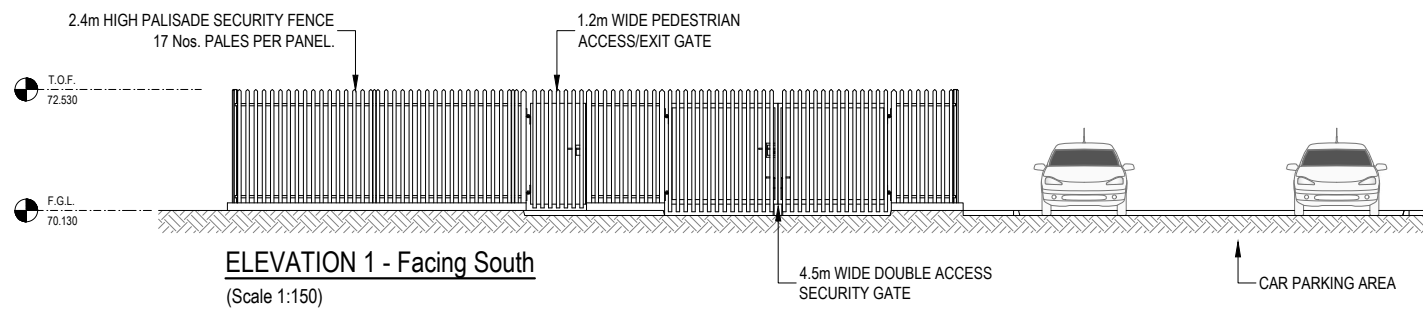 2.4m HIGH PALISADE SECURITY FENCE
17 Nos. PALES PER PANEL.
1.2m WIDE PEDESTRIAN
ACCESS/EXIT GATE
T.O.F.
72.530
F.G.L.
70.130
ELEVATION 1 - Facing South
(Scale 1:150)
4.5m WIDE DOUBLE ACCESS
SECURITY GATE
CAR PARKING AREA